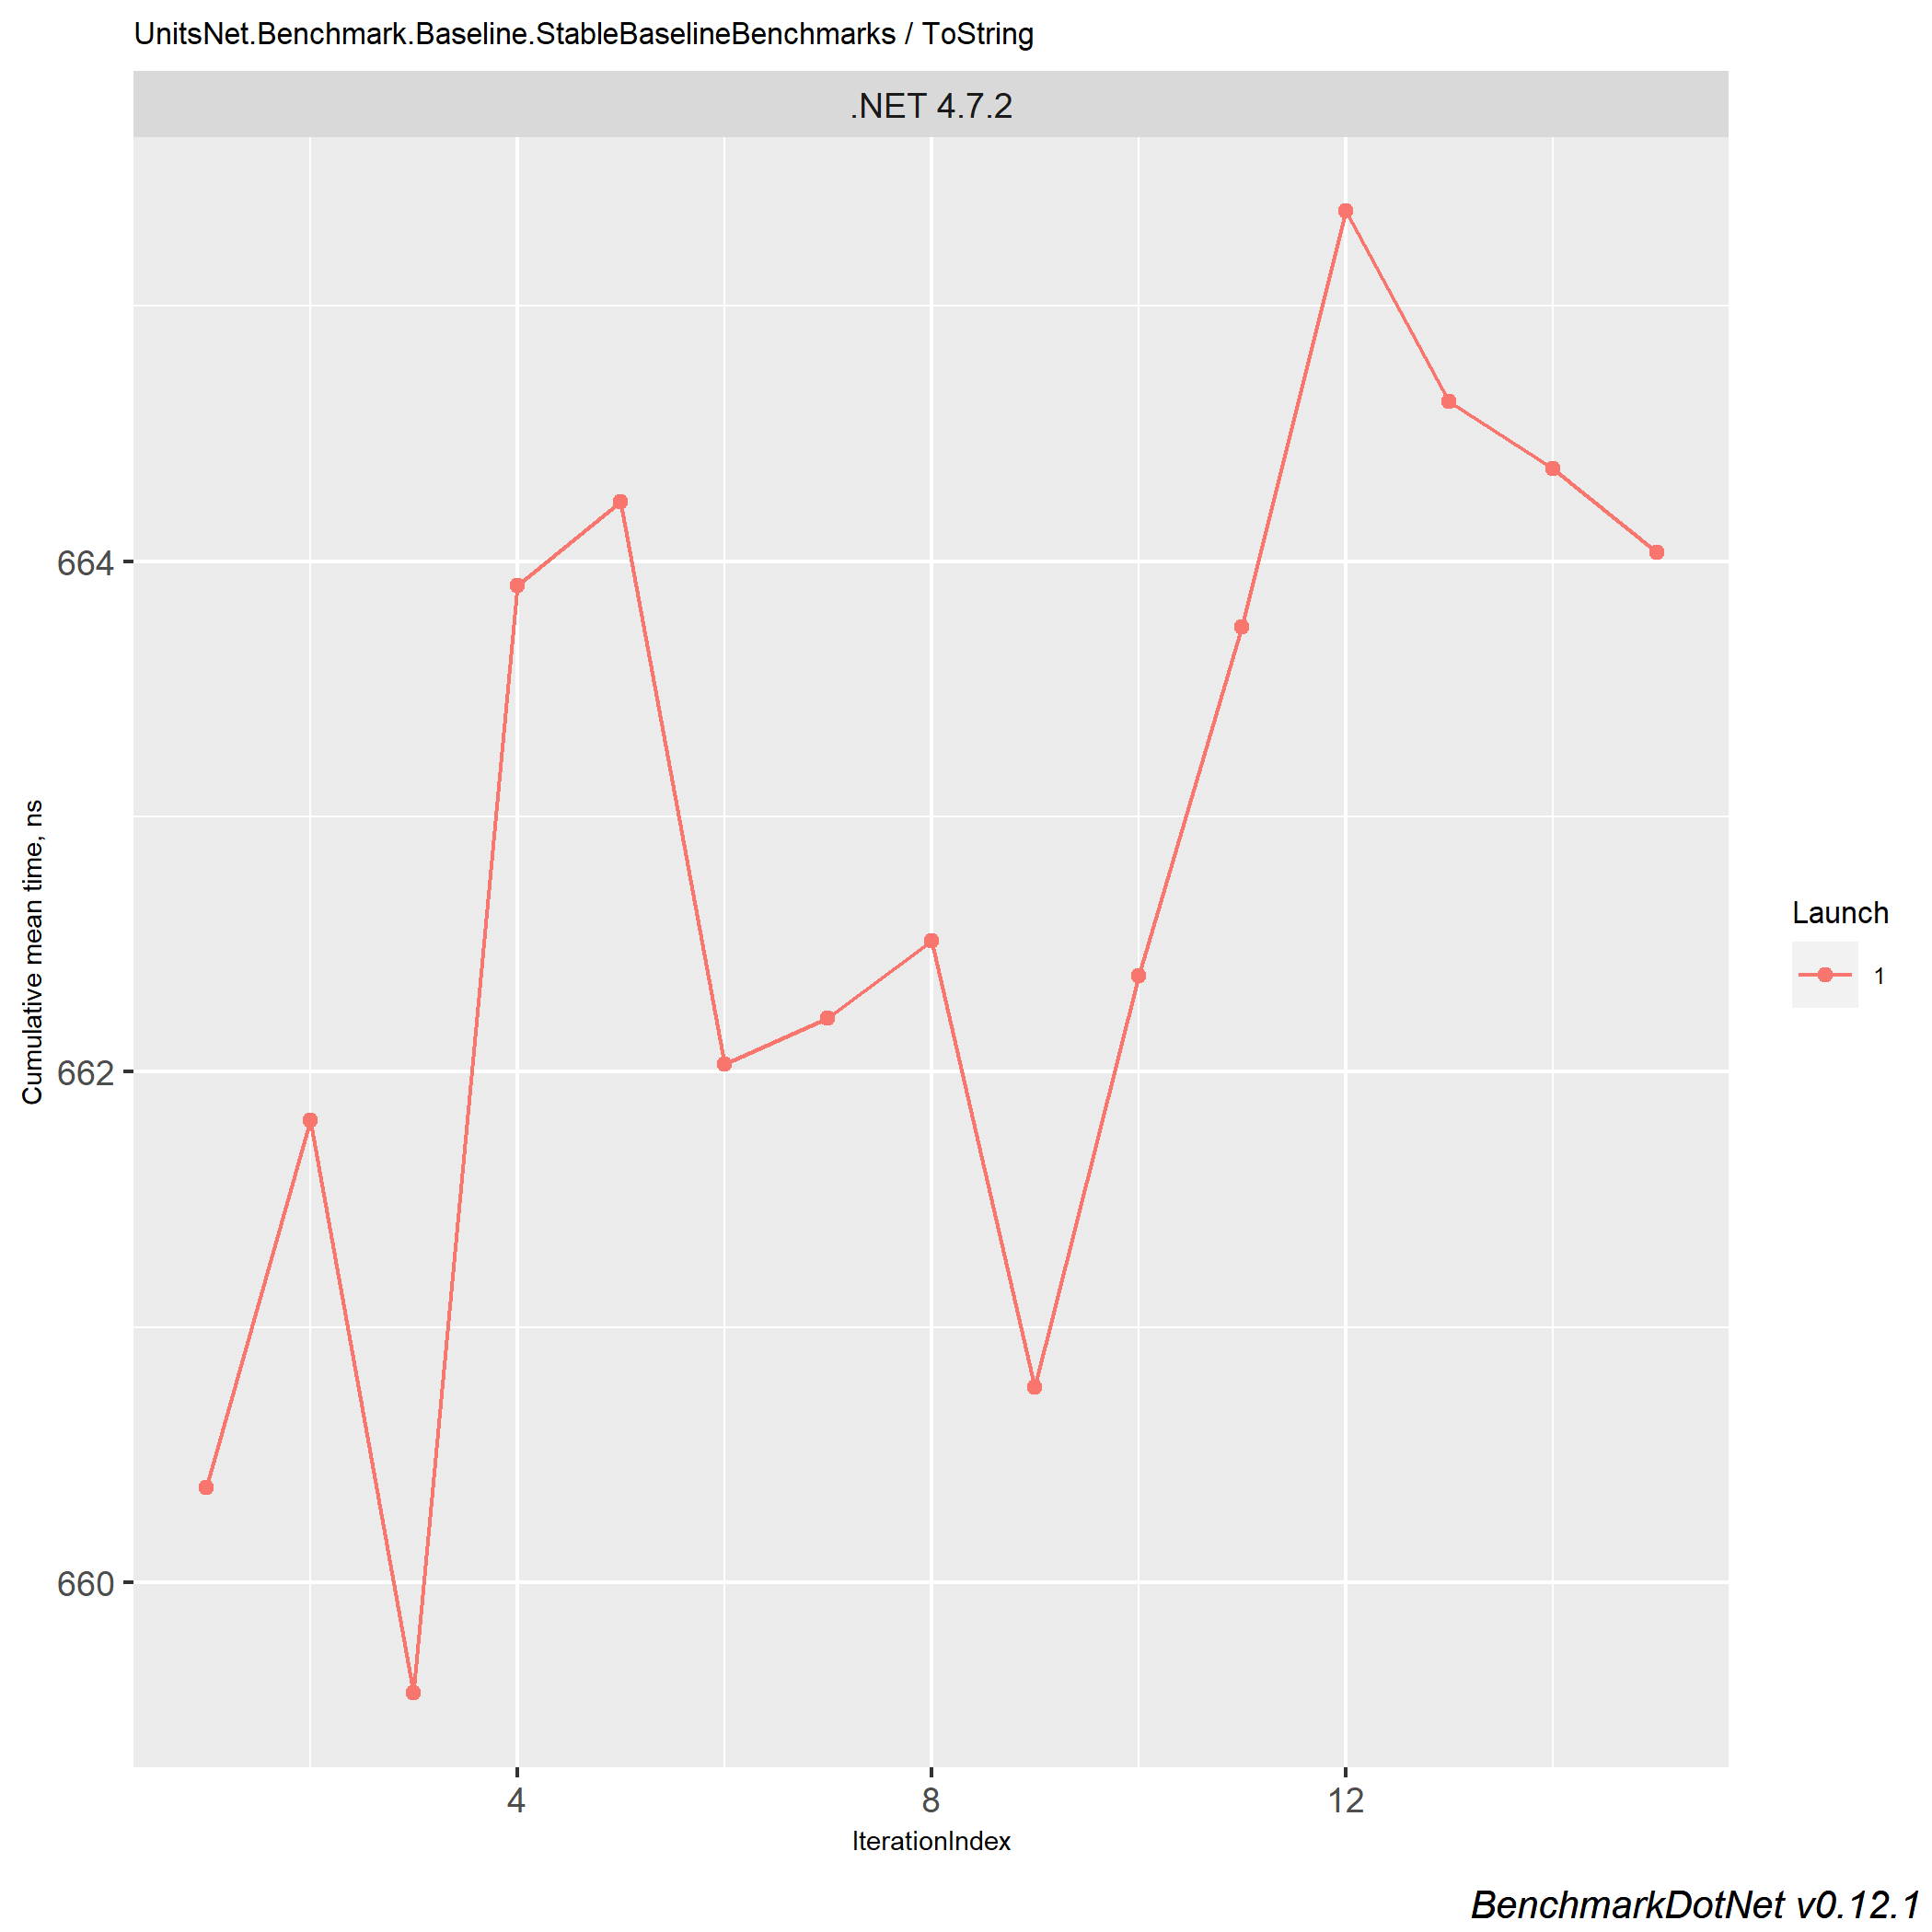 UnitsNet.Benchmark.Baseline.StableBaselineBenchmarks / ToString
.NET 4.7.2
Cumulative mean time, ns
664
662
660
4 8 12
IterationIndex
Launch
1
BenchmarkDotNet v0.12.1